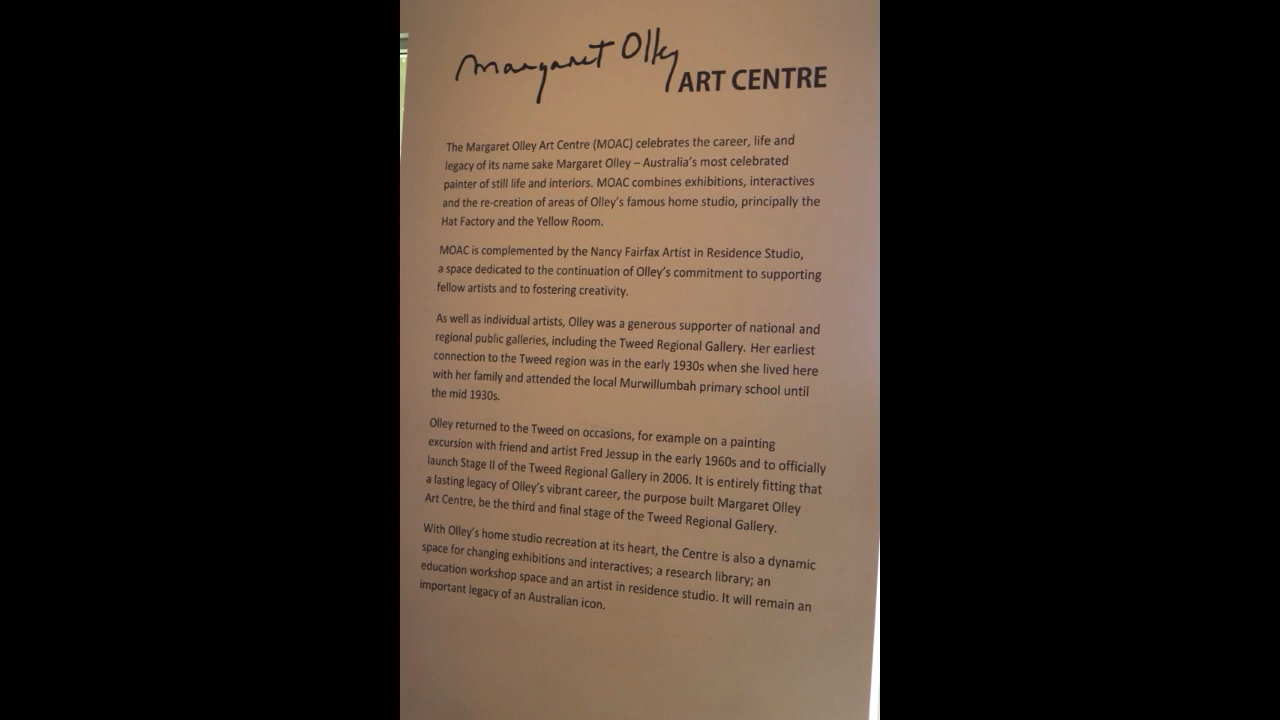 Margaret Olley ART CENTRE
The Margaret Olley Art Centre (MOAC) celebrates the career, life and
legacy of its name sake Margaret Olley – Australia's most celebrated
painter of still life and interiors. MOAC combines exhibitions, interactives
and the re-creation of areas of Olley's famous home studio, principally the
Hat Factory and the Yellow Room.
MOAC is complemented by the Nancy Fairfax Artist in Residence Studio,
a space dedicated to the continuation of Olley's commitment to supporting
fellow artists and to fostering creativity.
As well as individual artists, Olley was a generous supporter of national and
regional public galleries, including the Tweed Regional Gallery. Her earliest
connection to the Tweed region was in the early 1930s when she lived here
with her family and attended the local Murwillumbah primary school until
the mid 1930s.
Olley returned to the Tweed on occasions, for example on a painting
excursion with friend and artist Fred Jessup in the early 1960s and to officially
launch Stage II of the Tweed Regional Gallery in 2006. It is entirely fitting that
a lasting legacy of Olley's vibrant career, the purpose built Margaret Olley
Art Centre, be the third and final stage of the Tweed Regional Gallery.
With Olley's home studio recreation at its heart, the Centre is also a dynamic
space for changing exhibitions and interactives; a research library; an
education workshop space and an artist in residence studio. It will remain an
important legacy of an Australian icon.